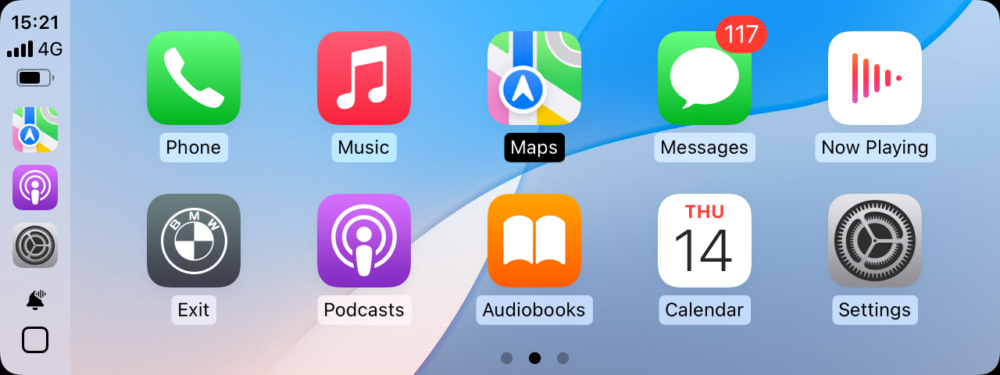 15:21
4G
117
Phone
Music
Maps
Messages
Now Playing
BMW
THU
14
Exit
Podcasts
Audiobooks
Calendar
Settings